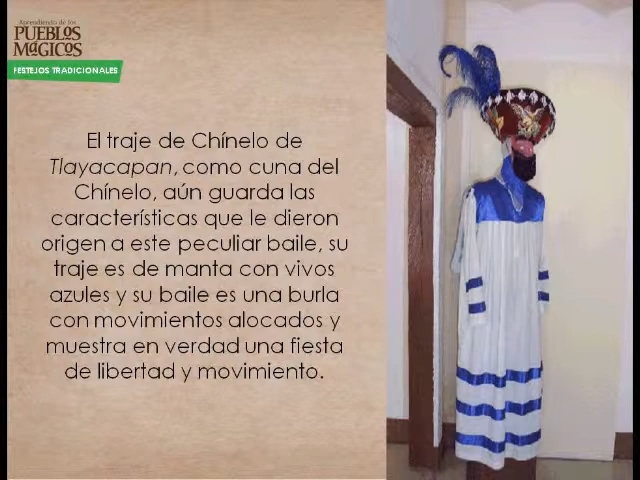 Aprendiendo de los
PUEBLOS
MáGICOS
FESTEJOS TRADICIONALES
El traje de Chínelo de
Tlayacapan, como cuna del
Chínelo, aún guarda las
características que le dieron
origen a este peculiar baile, su
traje es de manta con vivos
azules y su baile es una burla
con movimientos alocados y
muestra en verdad una fiesta
de libertad y movimiento.